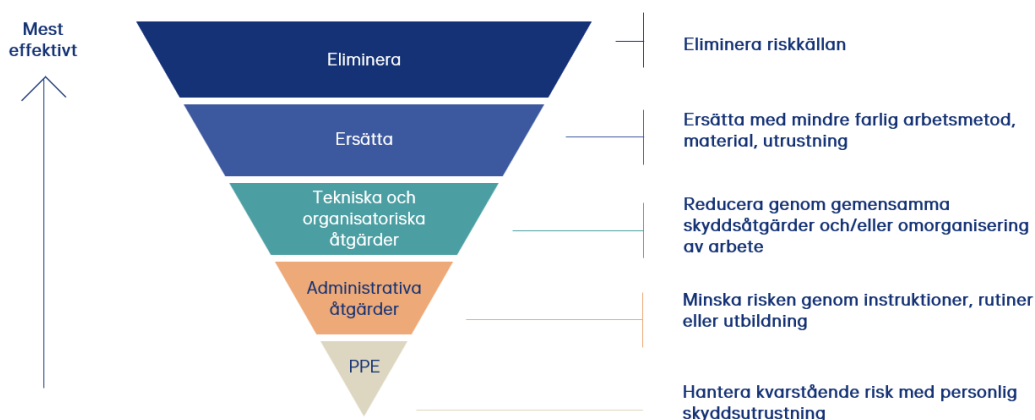 Mest
effektivt
Eliminera
Eliminera riskkällan
Ersätta
Ersätta med mindre farlig arbetsmetod,
material, utrustning
Tekniska och
organisatoriska
åtgärder
Reducera genom gemensamma
skyddsåtgärder och/eller omorganisering
av arbete
Administrativa
åtgärder
Minska risken genom instruktioner, rutiner
eller utbildning
PPE
Hantera kvarstående risk med personlig
skyddsutrustning